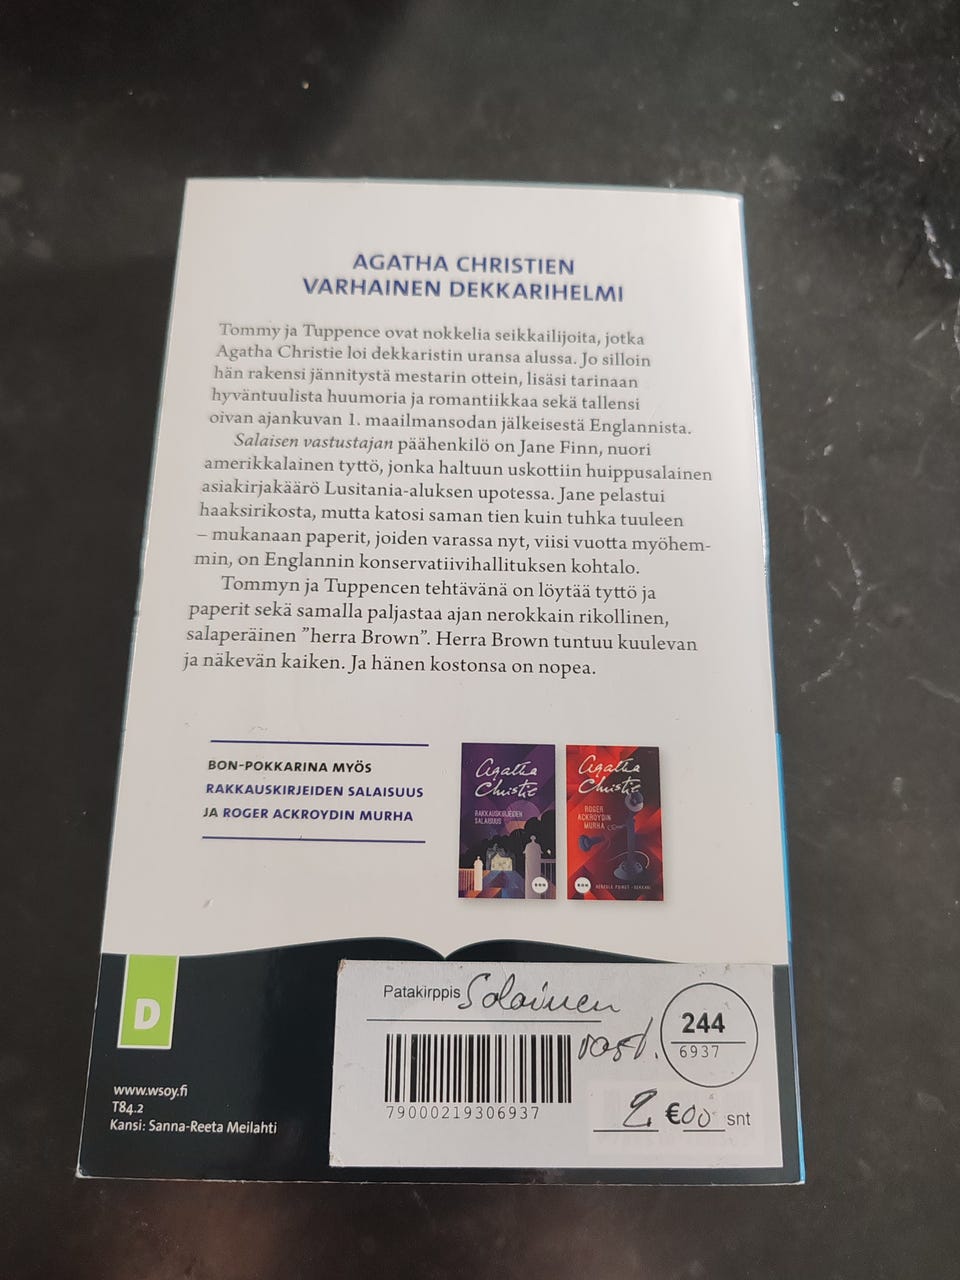 AGATHA CHRISTIEN
VARHAINEN DEKKARIHELMI
Tommy ja Tuppence ovat nokkelia seikkailijoita, jotka
Agatha Christie loi dekkaristin uransa alussa. Jo silloin
hän rakensi jännitystä mestarin ottein, lisäsi tarinaan
hyväntuulista huumoria ja romantiikkaa sekä tallensi
oivan ajankuvan 1. maailmansodan jälkeisestä Englannista.
Salaisen vastustajan päähenkilö on Jane Finn, nuori
amerikkalainen tyttö, jonka haltuun uskottiin huippusalainen
asiakirjakäärö Lusitania-aluksen upotessa. Jane pelastui
haaksirikosta, mutta katosi saman tien kuin tuhka tuuleen
– mukanaan paperit, joiden varassa nyt, viisi vuotta myöhem-
min, on Englannin konservatiivihallituksen kohtalo.
Tommyn ja Tuppencen tehtävänä on löytää tyttö ja
paperit sekä samalla paljastaa ajan nerokkain rikollinen,
salaperäinen ”herra Brown”. Herra Brown tuntuu kuulevan
ja näkevän kaiken. Ja hänen kostonsa on nopea.
BON-POKKARINA MYÖS
RAKKAUSKIRJEIDEN SALAISUUS
JA ROGER ACKROYDIN MURHA
Agatha
Christie
RAKKAUSKIRJEIDEN
SALAISUUS
BON
Agatha
Christie
ROGER
ACKROYDIN
MURHA
BON
HERCULE POIROT -DEKKARI
D
www.wsoy.fi
T84.2
Kansi: Sanna-Reeta Meilahti
Patakirppis Salainen
vast.
244
6937
79000219306937
2 €00 snt